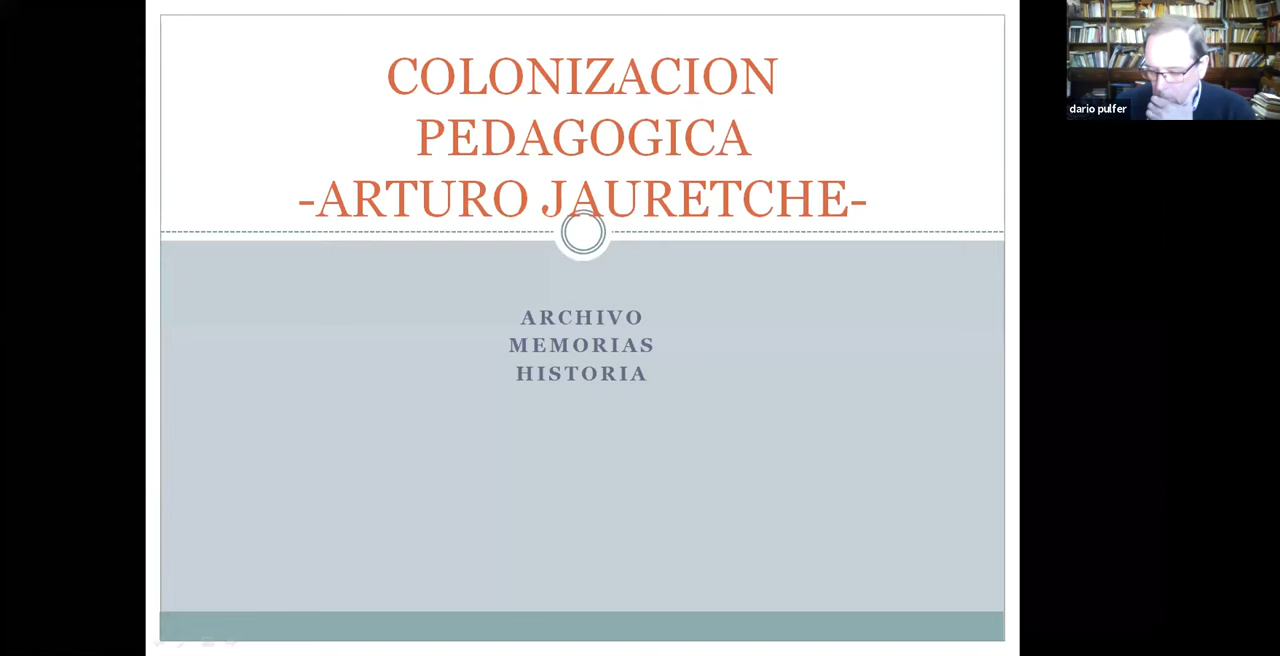 COLONIZACION
PEDAGOGICA
-ARTURO JAURETCHE-
ARCHIVO
MEMORIAS
HISTORIA
dario pulfer